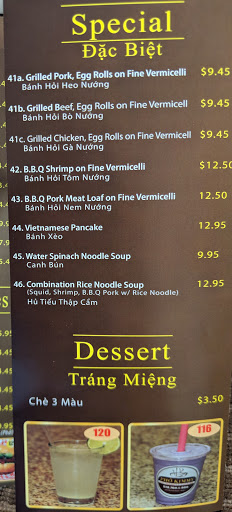 Special
Đặc Biệt
41a. Grilled Pork, Egg Rolls on Fine Vermicelli $9.45
Bánh Hỏi Heo Nướng
41b. Grilled Beef, Egg Rolls on Fine Vermicelli $9.45
Bánh Hỏi Bò Nướng
41c. Grilled Chicken, Egg Rolls on Fine Vermicelli $9.45
Bánh Hỏi Gà Nướng
42. B.B.Q Shrimp on Fine Vermicelli $12.50
Bánh Hỏi Tôm Nướng
43. B.B.Q Pork Meat Loaf on Fine Vermicelli 12.50
Bánh Hỏi Nem Nướng
44. Vietnamese Pancake 12.95
Bánh Xèo
45. Water Spinach Noodle Soup 9.95
Canh Bún
46. Combination Rice Noodle Soup 12.95
(Squid, Shrimp, B.B.Q Pork w/ Rice Noodle)
Hủ Tiếu Thập Cẩm
Dessert
Tráng Miệng
Chè 3 Màu $3.50
120
116